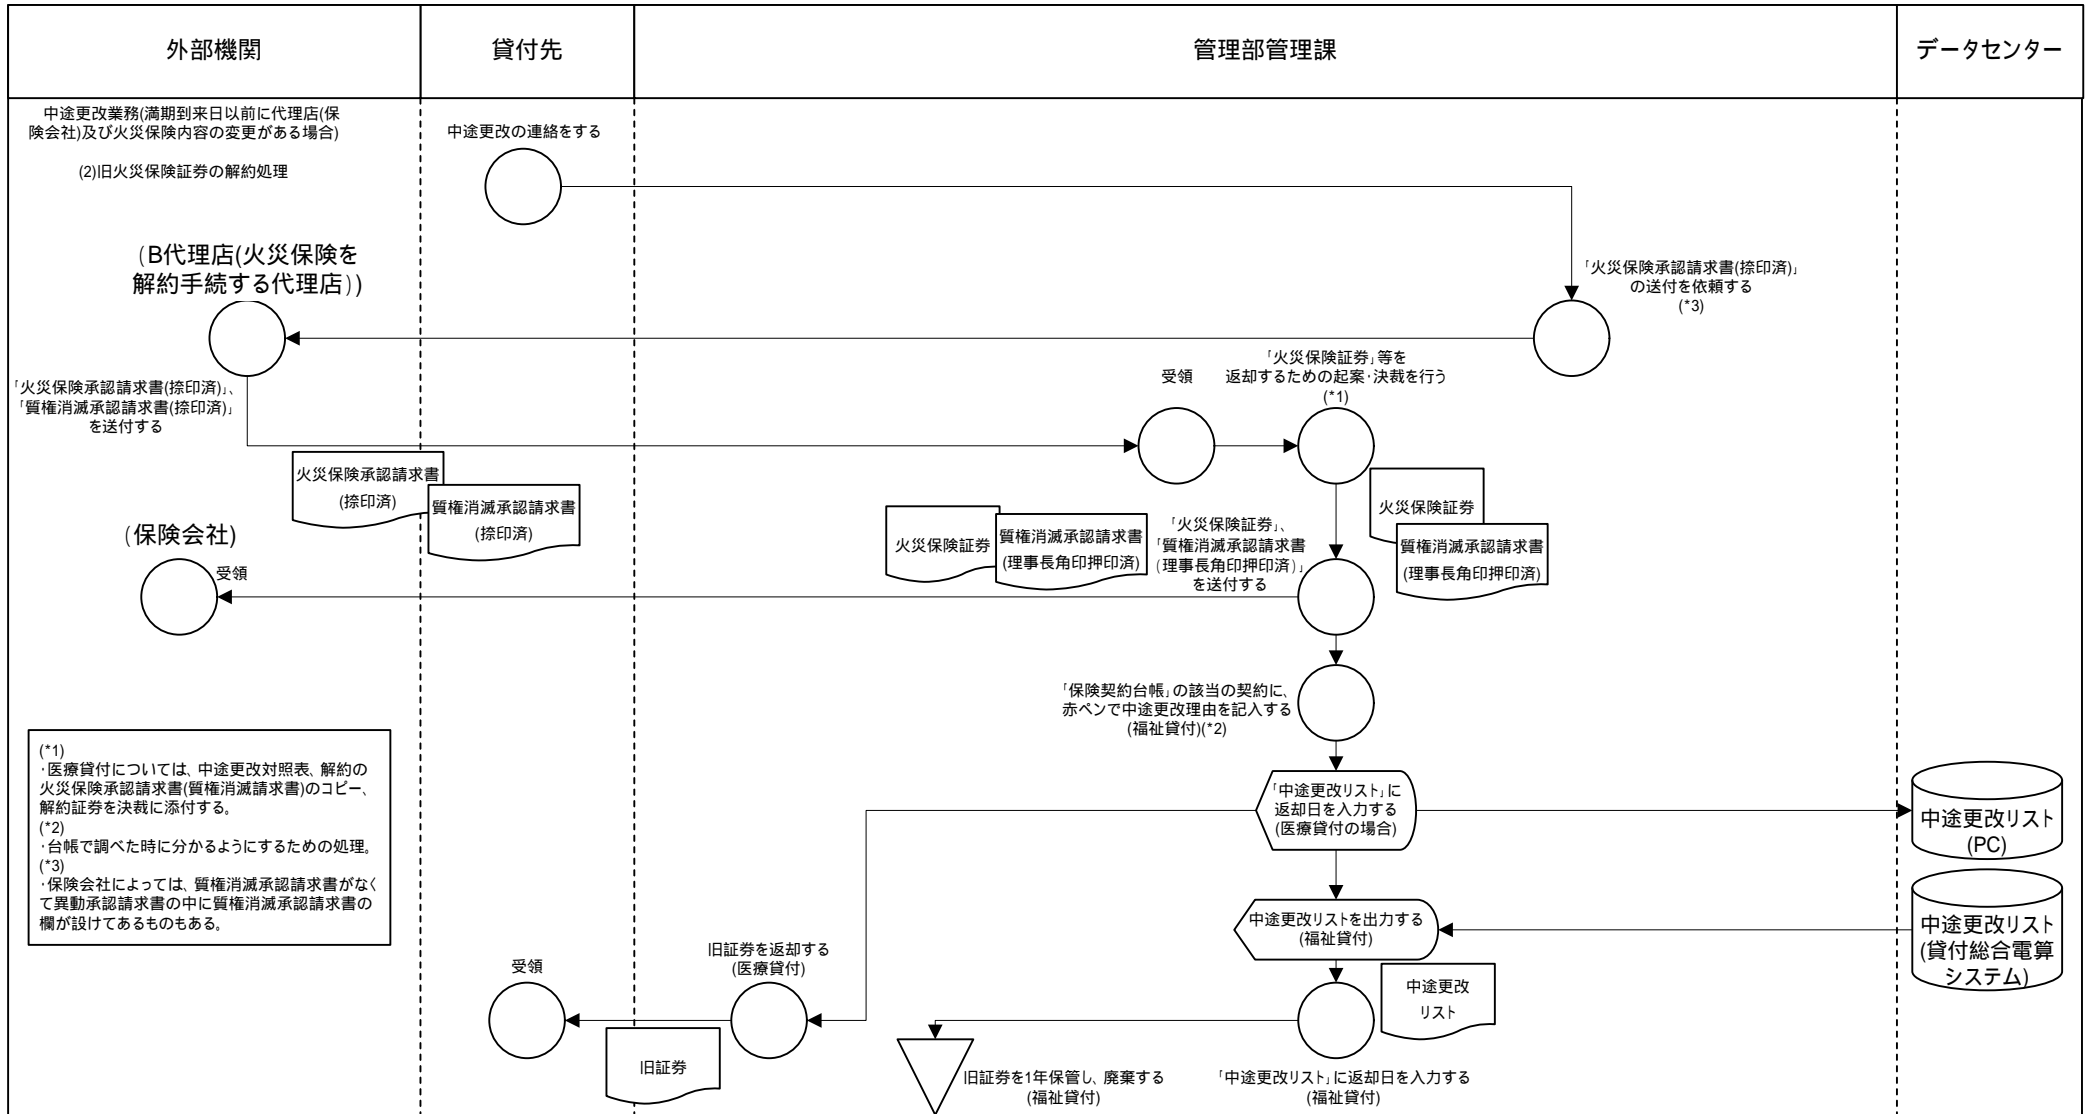 外部機関
貸付先
管理部管理課
データセンター
中途更改業務(満期到来日以前に代理店(保
険会社)及び火災保険内容の変更がある場合)
(2)旧火災保険証券の解約処理
中途更改の連絡をする
(B代理店(火災保険を
解約手続する代理店))
「火災保険承認請求書(捺印済)」
の送付を依頼する
(*3)
「火災保険承認請求書(捺印済)」、
「質権消滅承認請求書(捺印済)」
を送付する
受領
「火災保険証券」等を
返却するための起案・決裁を行う
(*1)
火災保険承認請求書
(捺印済)
質権消滅承認請求書
(捺印済)
火災保険証券
質権消滅承認請求書
(理事長角印押印済)
(保険会社)
受領
火災保険証券
質権消滅承認請求書
(理事長角印押印済)
「火災保険証券」、
「質権消滅承認請求書
(理事長角印押印済)」
を送付する
「保険契約台帳」の該当の契約に、
赤ペンで中途更改理由を記入する
(福祉貸付)(*2)
(*1)
・医療貸付については、中途更改対照表、解約の
火災保険承認請求書(質権消滅請求書)のコピー、
解約証券を決裁に添付する。
(*2)
・台帳で調べた時に分かるようにするための処理。
(*3)
・保険会社によっては、質権消滅承認請求書がなく
て異動承認請求書の中に質権消滅承認請求書の
欄が設けてあるものもある。
「中途更改リスト」に
返却日を入力する
(医療貸付の場合)
中途更改リスト
(PC)
中途更改リストを出力する
(福祉貸付)
中途更改リスト
(貸付総合電算
システム)
受領
旧証券を返却する
(医療貸付)
中途更改
リスト
旧証券
旧証券を1年保管し、廃棄する
(福祉貸付)
「中途更改リスト」に返却日を入力する
(福祉貸付)